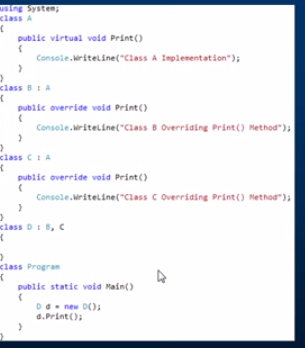 using System;
class A
{
public virtual void Print()
{
Console.WriteLine("Class A Implementation");
}
}
class B : A
{
public override void Print()
{
Console.WriteLine("Class B Overriding Print() Method");
}
}
class C : A
{
public override void Print()
{
Console.WriteLine("Class C Overriding Print() Method");
}
}
class D : B, C
{
}
class Program
{
public static void Main()
{
D d = new D();
d.Print();
}
}